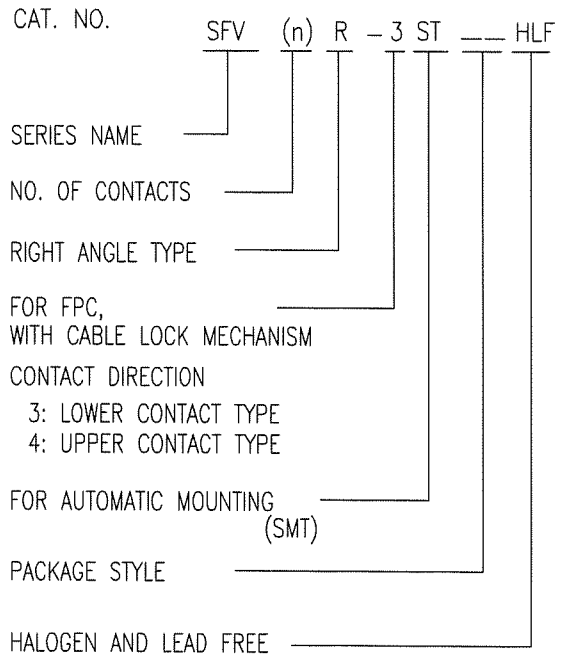 CAT. NO.
SFV (n) R - 3 ST __ HLF
SERIES NAME
NO. OF CONTACTS
RIGHT ANGLE TYPE
FOR FPC,
WITH CABLE LOCK MECHANISM
CONTACT DIRECTION
3: LOWER CONTACT TYPE
4: UPPER CONTACT TYPE
FOR AUTOMATIC MOUNTING
(SMT)
PACKAGE STYLE
HALOGEN AND LEAD FREE